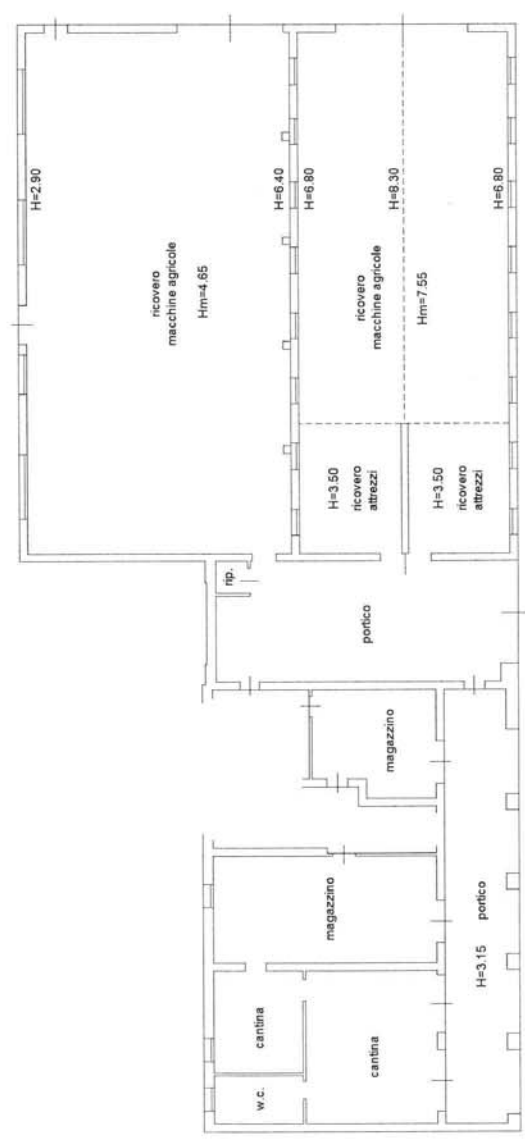 H=2.90
ricovero
macchine agricole
Hm=4.65
H=6.40
H=6.80
H=8.30
ricovero
macchine agricole
Hm=7.55
H=6.80
H=3.50
ricovero
attrezzi
H=3.50
ricovero
attrezzi
rip.
portico
magazzino
magazzino
cantina
w.c.
cantina
portico
H=3.15